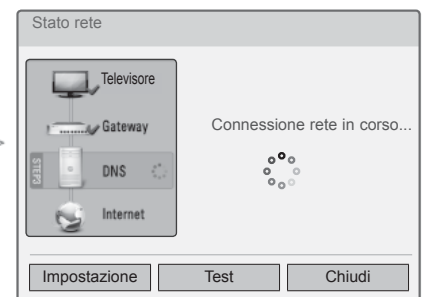 Stato rete
Televisore
Gateway
Connessione rete in corso...
STEP3
DNS
Internet
Impostazione
Test
Chiudi